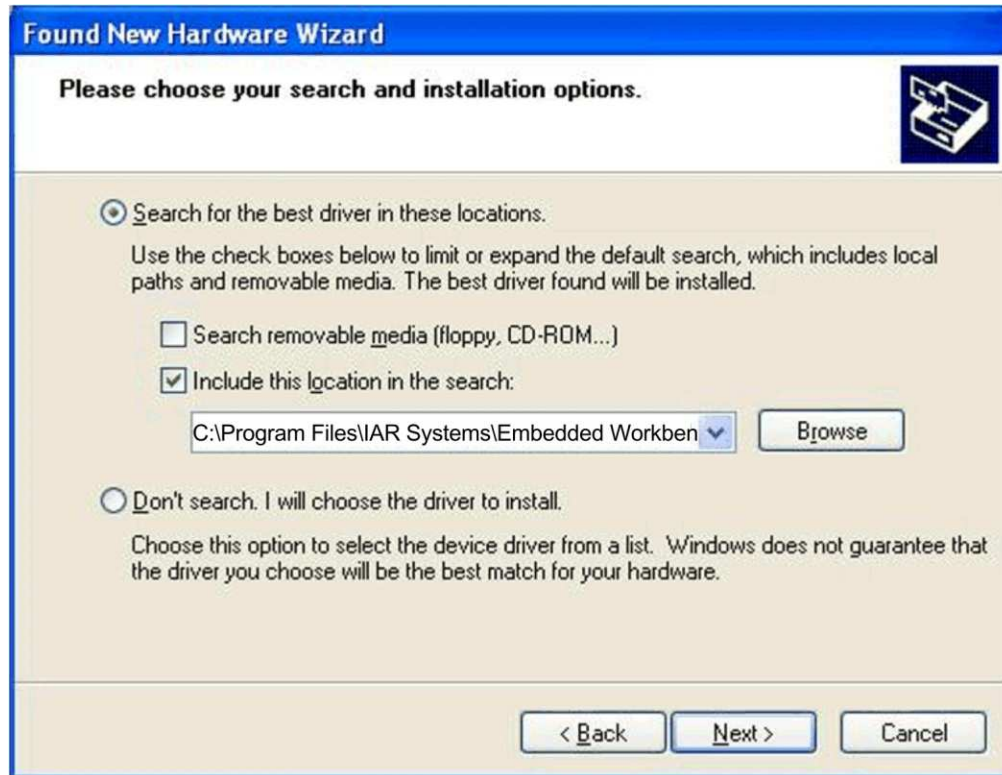 Found New Hardware Wizard
Please choose your search and installation options.
Search for the best driver in these locations.
Use the check boxes below to limit or expand the default search, which includes local
paths and removable media. The best driver found will be installed.
Search removable media (floppy, CD-ROM...)
Include this location in the search:
C:\Program Files\IAR Systems\Embedded Workben
Browse
Don't search. I will choose the driver to install.
Choose this option to select the device driver from a list. Windows does not guarantee that
the driver you choose will be the best match for your hardware.
< Back
Next >
Cancel